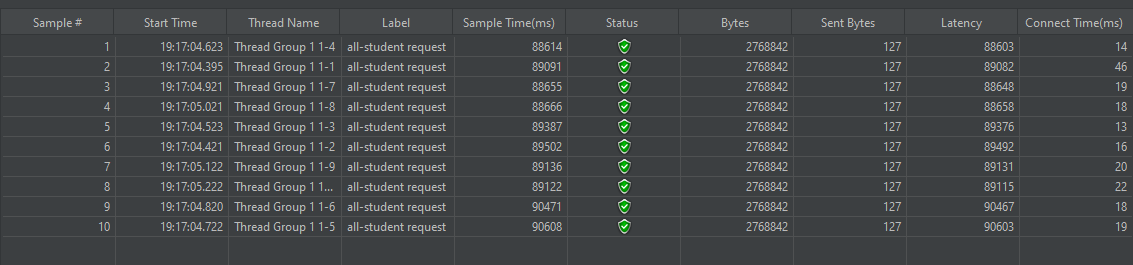 Sample # Start Time Thread Name Label Sample Time(ms) Status Bytes Sent Bytes Latency Connect Time(ms)
1 19:17:04.623 Thread Group 1 1-4 all-student request 88614 2768842 127 88603 14
2 19:17:04.395 Thread Group 1 1-1 all-student request 89091 2768842 127 89082 46
3 19:17:04.921 Thread Group 1 1-7 all-student request 88655 2768842 127 88648 19
4 19:17:05.021 Thread Group 1 1-8 all-student request 88666 2768842 127 88658 18
5 19:17:04.523 Thread Group 1 1-3 all-student request 89387 2768842 127 89376 13
6 19:17:04.421 Thread Group 1 1-2 all-student request 89502 2768842 127 89492 16
7 19:17:05.122 Thread Group 1 1-9 all-student request 89136 2768842 127 89131 20
8 19:17:05.222 Thread Group 1 1... all-student request 89122 2768842 127 89115 22
9 19:17:04.820 Thread Group 1 1-6 all-student request 90471 2768842 127 90467 18
10 19:17:04.722 Thread Group 1 1-5 all-student request 90608 2768842 127 90603 19